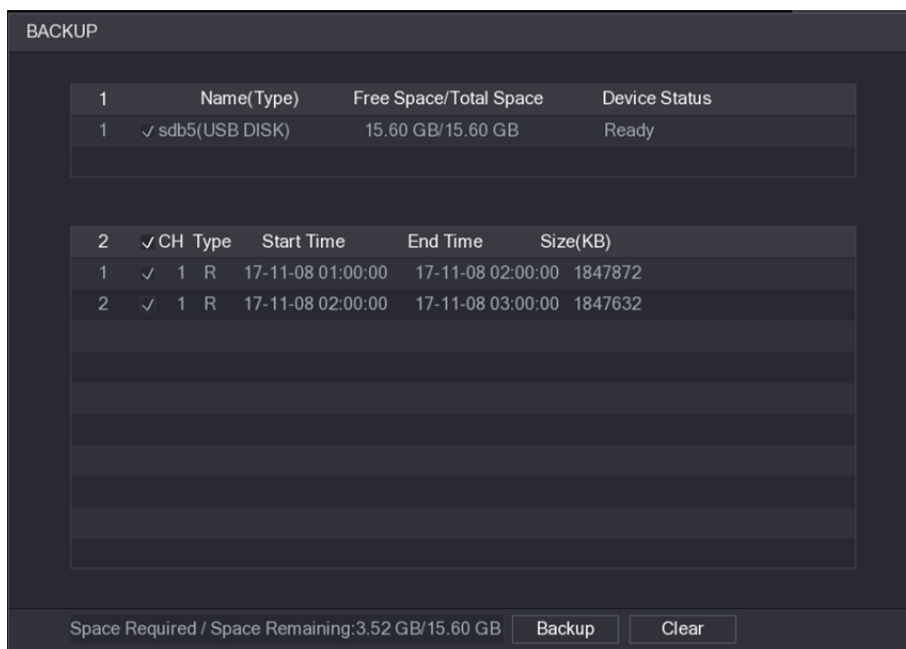 BACKUP
1 Name(Type) Free Space/Total Space Device Status
1 sdb5(USB DISK) 15.60 GB/15.60 GB Ready
2 CH Type Start Time End Time Size(KB)
1 1 R 17-11-08 01:00:00 17-11-08 02:00:00 1847872
2 1 R 17-11-08 02:00:00 17-11-08 03:00:00 1847632
Space Required / Space Remaining:3.52 GB/15.60 GB Backup Clear